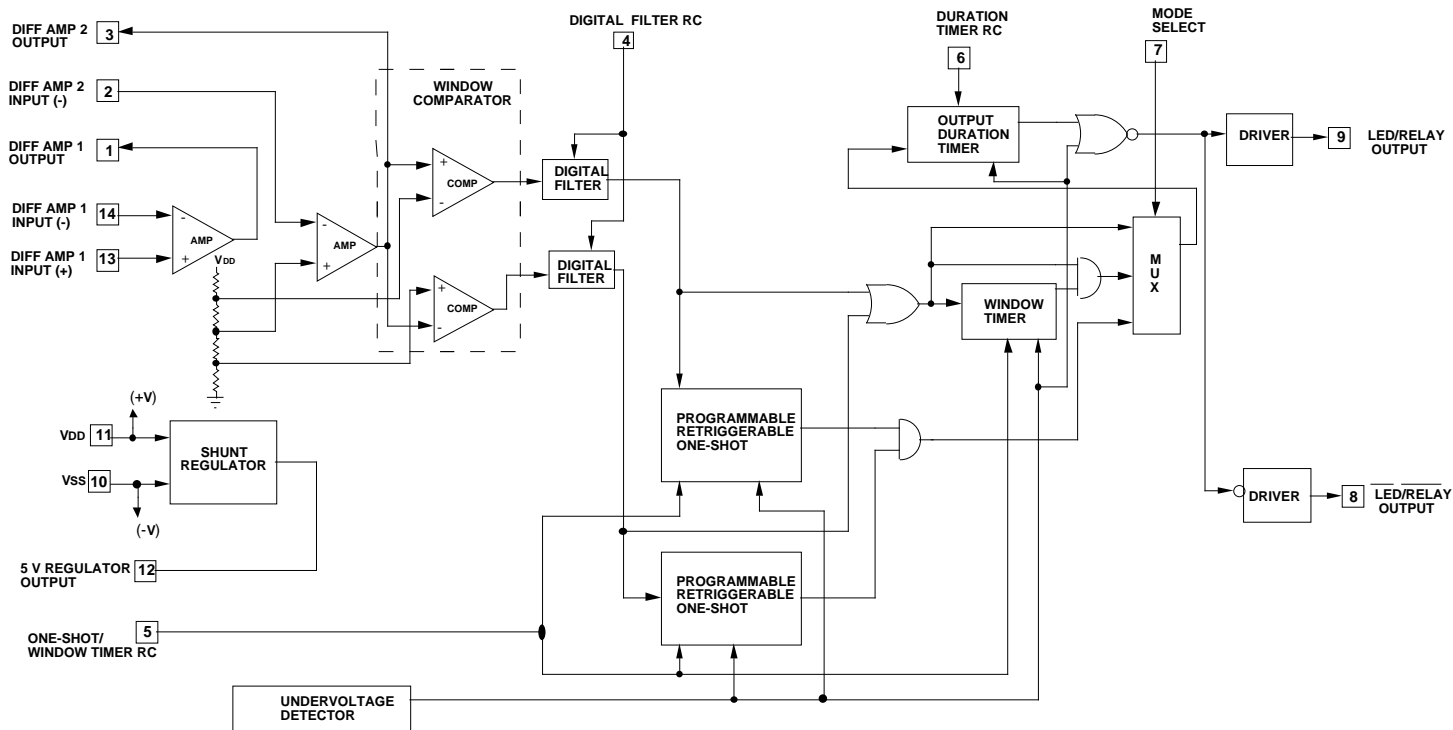 DIFF AMP 2
OUTPUT
3
DIFF AMP 2
INPUT (-)
2
DIFF AMP 1
OUTPUT
1
DIFF AMP 1
INPUT (-)
14
DIFF AMP 1
INPUT (+)
13
-
+
AMP
VDD
-
+
AMP
WINDOW
COMPARATOR
+
-
COMP
+
-
COMP
DIGITAL FILTER RC
4
DIGITAL
FILTER
DIGITAL
FILTER
DURATION
TIMER RC
6
MODE
SELECT
7
OUTPUT
DURATION
TIMER
DRIVER
9
LED/RELAY
OUTPUT
M
U
X
WINDOW
TIMER
(+V)
VDD
11
VSS
10
(-V)
SHUNT
REGULATOR
5 V REGULATOR
OUTPUT
12
PROGRAMMABLE
RETRIGGERABLE
ONE-SHOT
PROGRAMMABLE
RETRIGGERABLE
ONE-SHOT
DRIVER
8
LED/RELAY
OUTPUT
ONE-SHOT/
WINDOW TIMER RC
5
UNDERVOLTAGE
DETECTOR